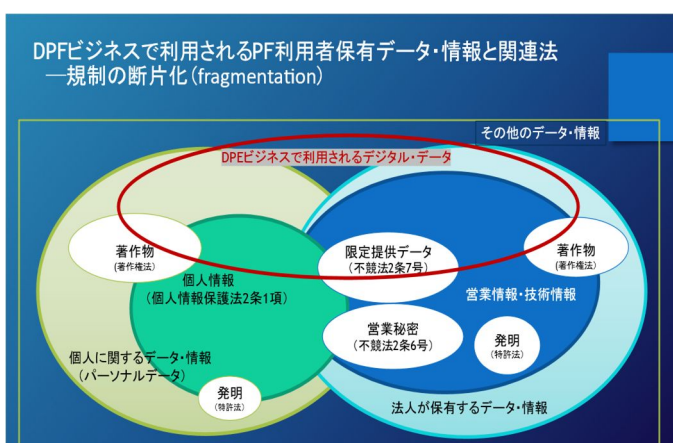 DPFビジネスで利用されるPF利用者保有データ・情報と関連法
―規制の断片化(fragmentation)
その他のデータ・情報
DPEビジネスで利用されるデジタル・データ
著作物
(著作権法)
限定提供データ
(不競法2条7号)
著作物
(著作権法)
個人情報
(個人情報保護法2条1項)
営業情報・技術情報
営業秘密
(不競法2条6号)
発明
(特許法)
個人に関するデータ・情報
(パーソナルデータ)
発明
(特許法)
法人が保有するデータ・情報